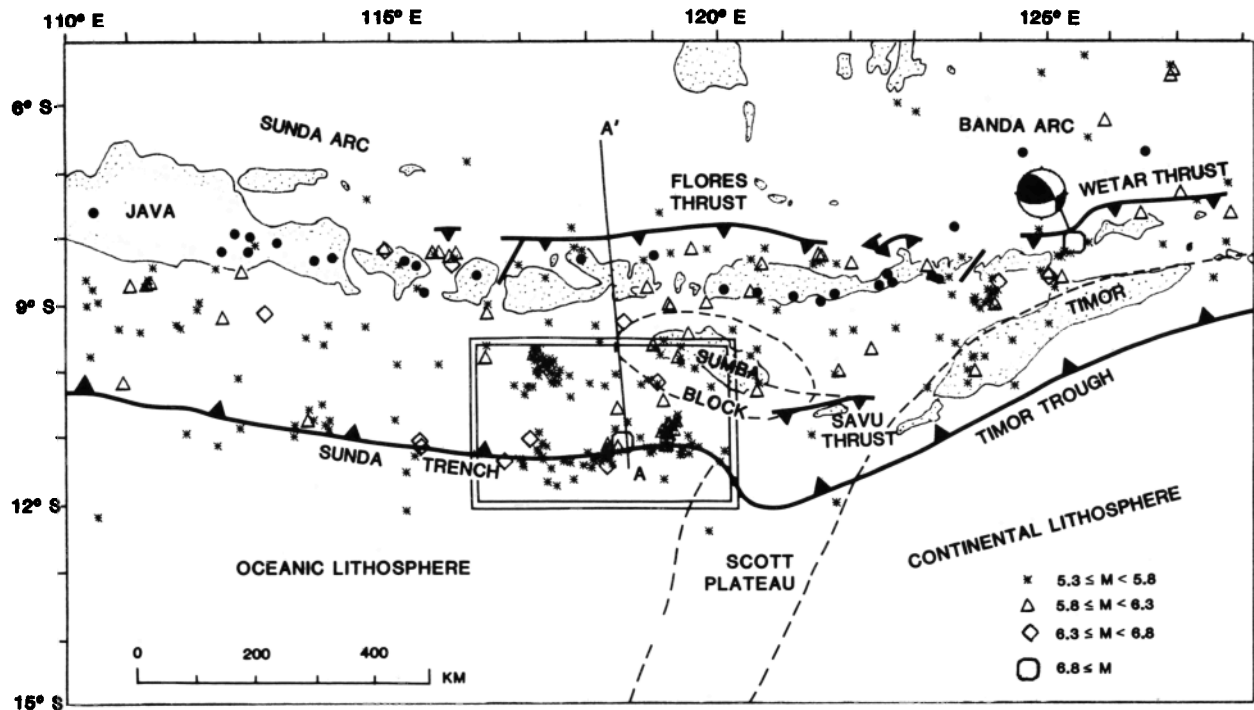 110° E
115° E
120° E
125° E
6° S
9° S
12° S
15° S
SUNDA ARC
A'
BANDA ARC
JAVA
FLORES
THRUST
WETAR THRUST
TIMOR
SUMBA
BLOCK
SAVU
THRUST
TIMOR TROUGH
SUNDA
TRENCH
A
OCEANIC LITHOSPHERE
SCOTT
PLATEAU
CONTINENTAL LITHOSPHERE
5.3 ≤ M < 5.8
5.8 ≤ M < 6.3
6.3 ≤ M < 6.8
6.8 ≤ M
0 200 400
KM